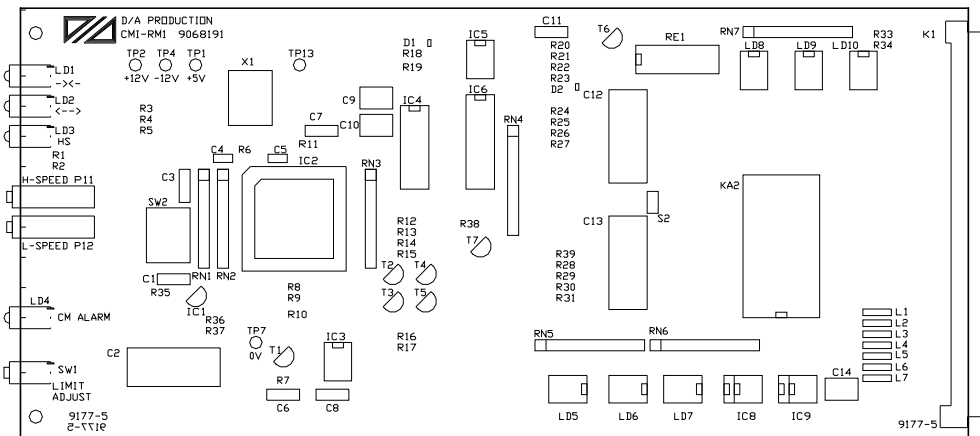 D/A PRODUCTION
CMI-RM1 9068191
TP2 TP4 TP1
+12V -12V +5V
TP13
D1
R18
R19
IC5
C11
R20
R21
R22
R23
D2
T6
RE1
RN7
LD8 LD9 LD10
R33
R34
K1
LD1
-><-
LD2
<-->
LD3
HS
R1
R2
R3
R4
R5
X1
C9
C10
C7
R11
IC4
IC6
RN4
R24
R25
R26
R27
C12
H-SPEED P11
L-SPEED P12
C3
SW2
C4 R6 C5
IC2
RN3
KA2
S2
C13
R12
R13
R14
R15
R38
T7
T2 T4
T3 T5
R39
R28
R29
R30
R31
C1
R35
RN1 RN2
IC1
R8
R9
R10
LD4
CM ALARM
R36
R37
TP7
0V
T1
IC3
R16
R17
RN5
RN6
L1
L2
L3
L4
L5
L6
L7
C2
SW1
LIMIT
ADJUST
R7
C6
C8
LD5 LD6 LD7 IC8 IC9
C14
9177-5
9177-5
9177-5